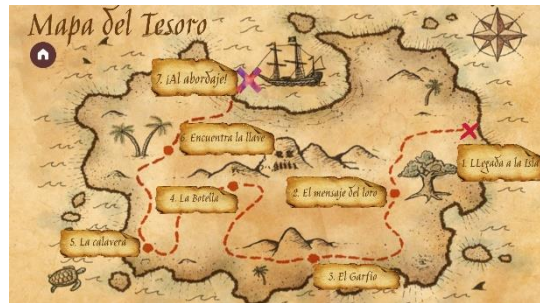 Mapa del Tesoro
7. ¡Al abordaje!
6. Encuentra la llave
1. LLegada a la Isla
4. La Botella
2. El mensaje del loro
5. La calavera
3. El Garfio